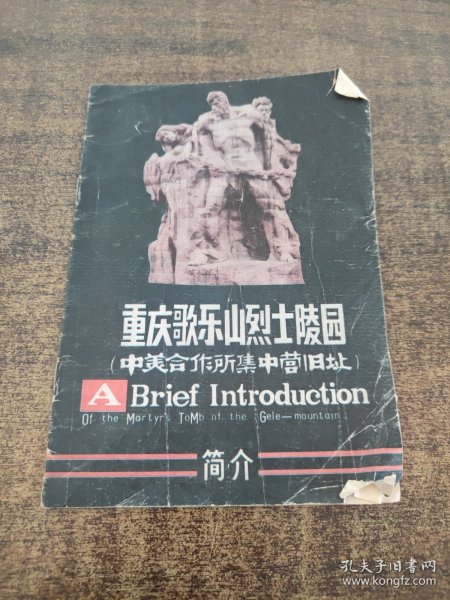 重庆歌乐山烈士陵园
(中美合作所集中营旧址)
A Brief Introduction
Of the Martyr's ToMb of the Gele—mountain
简介
孔夫子旧书网
www.kongfz.com